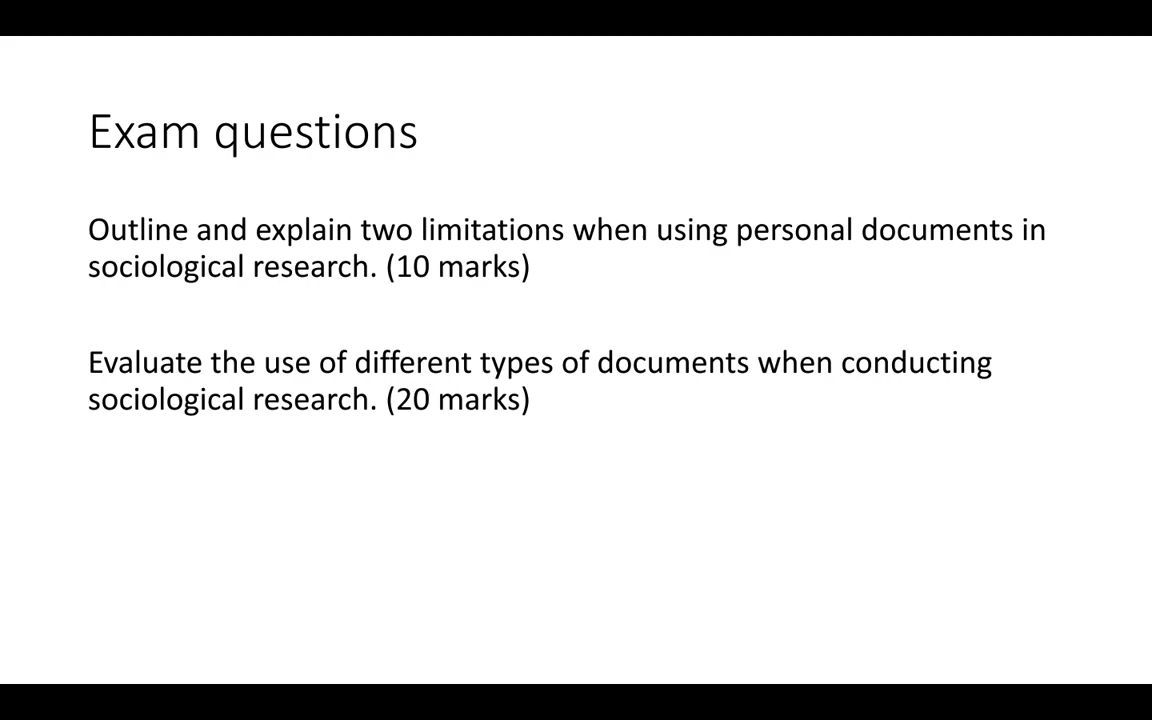 Exam questions
Outline and explain two limitations when using personal documents in
sociological research. (10 marks)
Evaluate the use of different types of documents when conducting
sociological research. (20 marks)